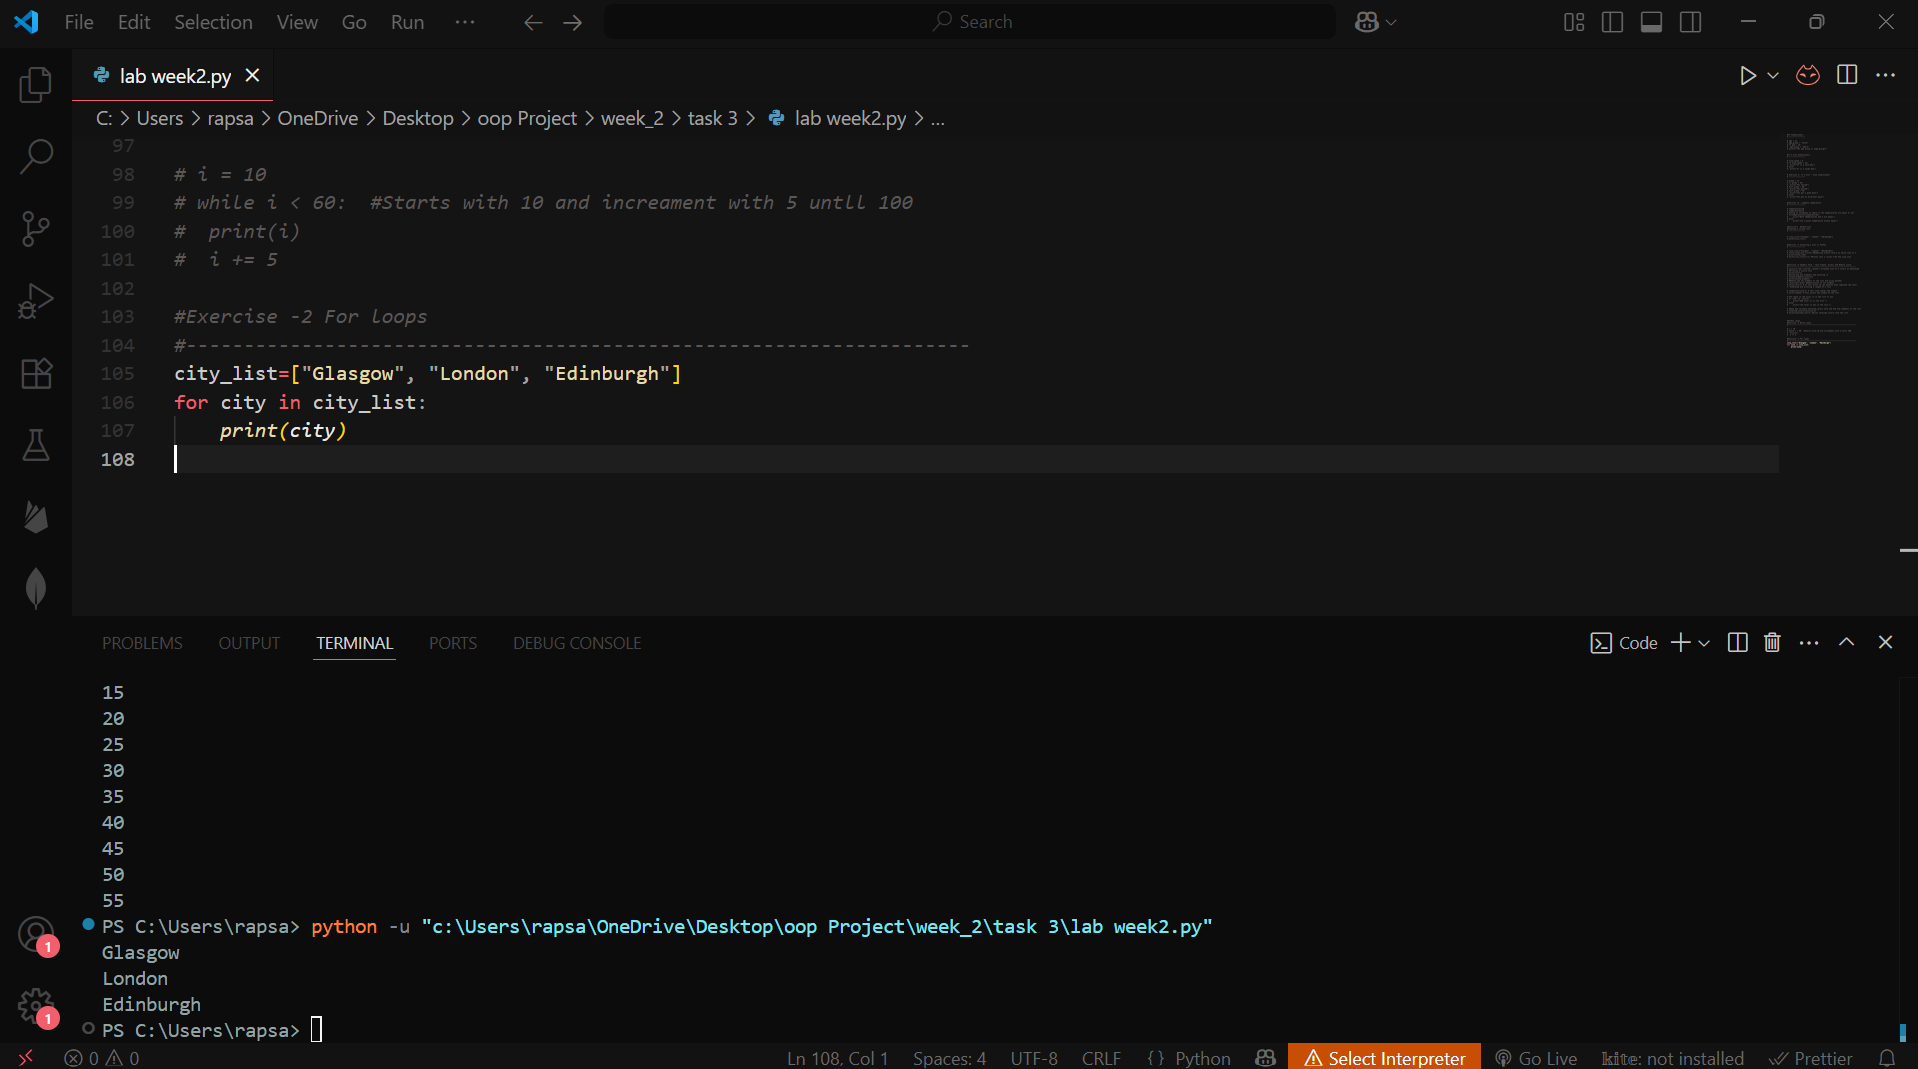 File Edit Selection View Go Run ··· Search
lab week2.py
C: > Users > rapsa > OneDrive > Desktop > oop Project > week_2 > task 3 > lab week2.py > ...
97
98 # i = 10
99 # while i < 60:  #Starts with 10 and increament with 5 untll 100
100 #  print(i)
101 #  i += 5
102
103 #Exercise -2 For loops
104 #--------------------------------------------------------------------
105 city_list=["Glasgow", "London", "Edinburgh"]
106 for city in city_list:
107     print(city)
108
PROBLEMS OUTPUT TERMINAL PORTS DEBUG CONSOLE Code
15
20
25
30
35
40
45
50
55
PS C:\Users\rapsa> python -u "c:\Users\rapsa\OneDrive\Desktop\oop Project\week_2\task 3\lab week2.py"
Glasgow
London
Edinburgh
PS C:\Users\rapsa>
1
1
0 0 Ln 108, Col 1 Spaces: 4 UTF-8 CRLF {} Python Select Interpreter Go Live kite: not installed Prettier